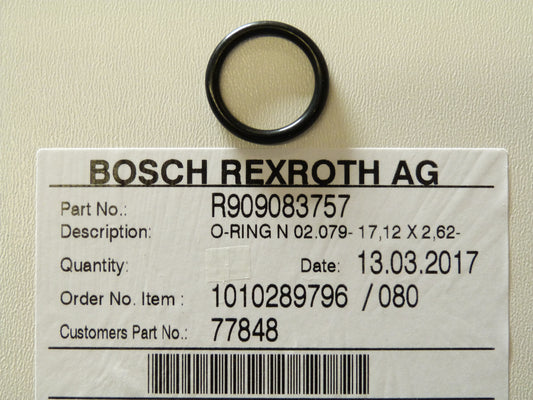 BOSCH REXROTH AG
Part No.: R909083757
Description: O-RING N 02.079- 17,12 X 2,62-
Quantity: Date: 13.03.2017
Order No. Item : 1010289796 / 080
Customers Part No.: 77848